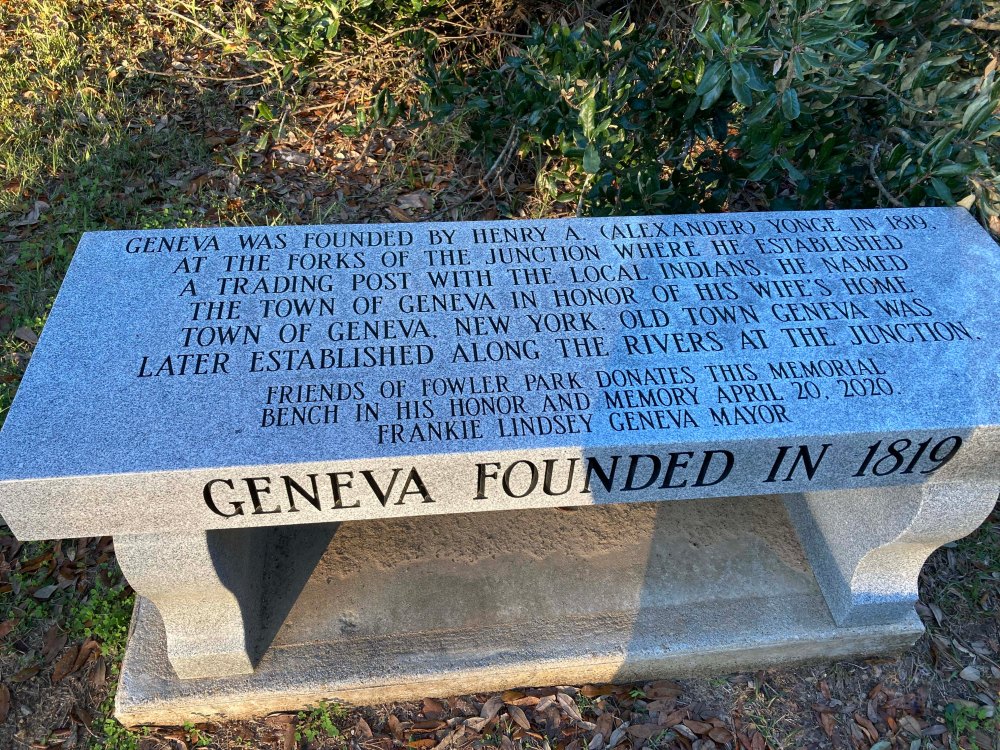 GENEVA WAS FOUNDED BY HENRY A. (ALEXANDER) YONGE IN 1819,
AT THE FORKS OF THE JUNCTION WHERE HE ESTABLISHED
A TRADING POST WITH THE LOCAL INDIANS. HE NAMED
THE TOWN OF GENEVA IN HONOR OF HIS WIFE'S HOME
TOWN OF GENEVA, NEW YORK. OLD TOWN GENEVA WAS
LATER ESTABLISHED ALONG THE RIVERS AT THE JUNCTION.
FRIENDS OF FOWLER PARK DONATES THIS MEMORIAL
BENCH IN HIS HONOR AND MEMORY APRIL 20, 2020.
FRANKIE LINDSEY GENEVA MAYOR
GENEVA FOUNDED IN 1819